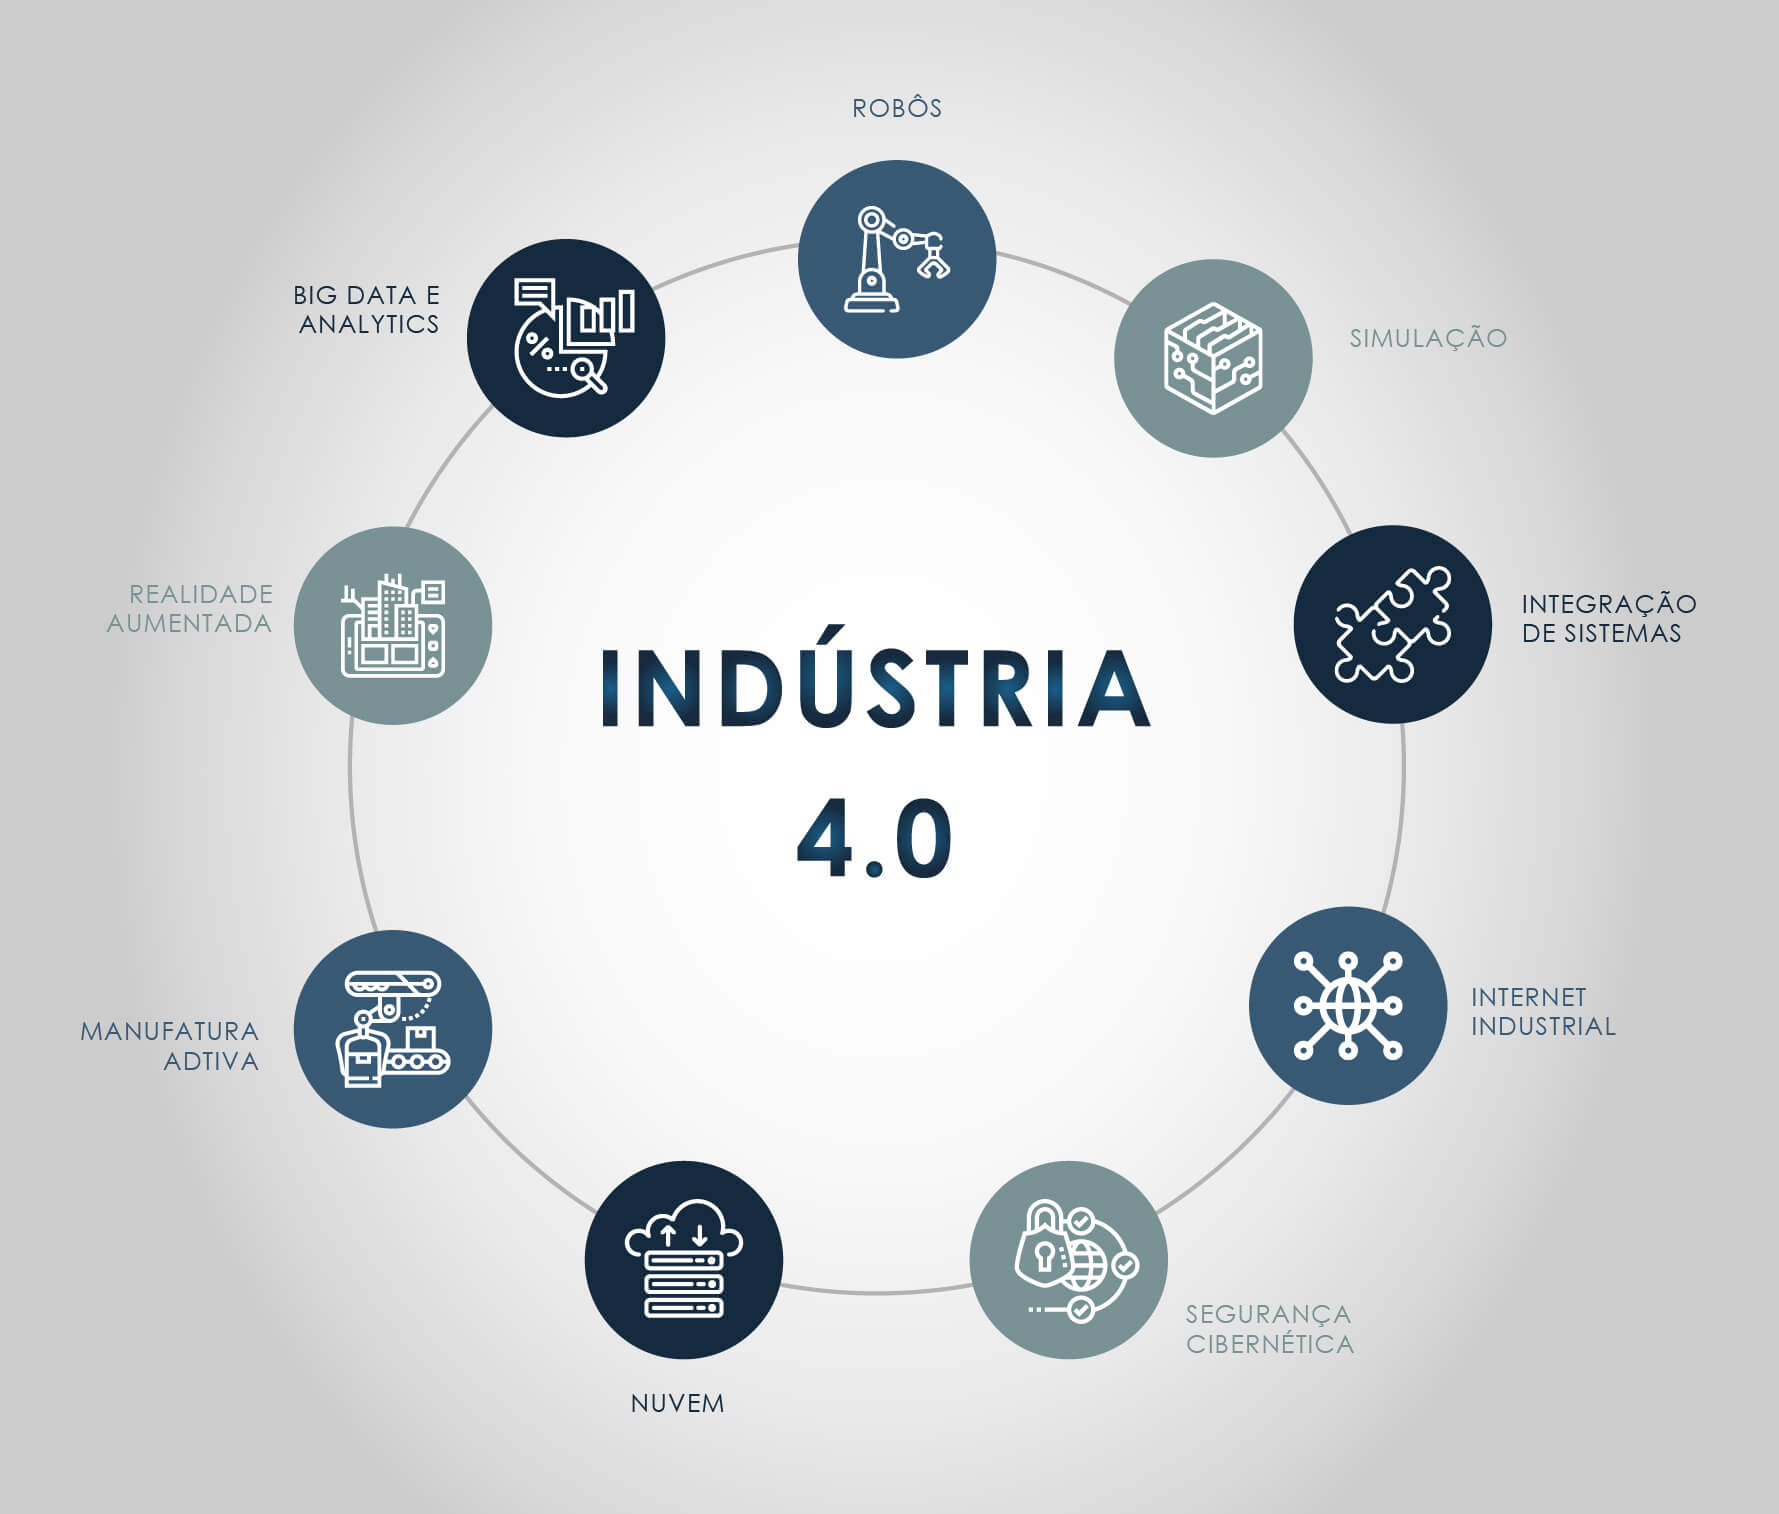 ROBÔS
SIMULAÇÃO
INTEGRAÇÃO
DE SISTEMAS
INTERNET
INDUSTRIAL
SEGURANÇA
CIBERNÉTICA
NUVEM
MANUFATURA
ADTIVA
REALIDADE
AUMENTADA
BIG DATA E
ANALYTICS
INDÚSTRIA
4.0
%